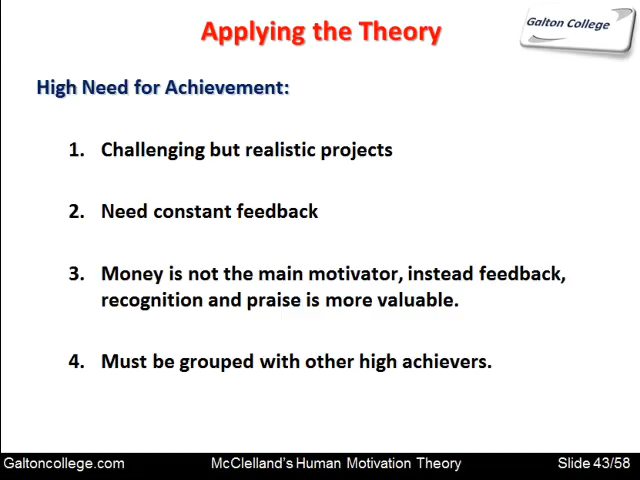 Applying the Theory
Galton College
High Need for Achievement:
1. Challenging but realistic projects
2. Need constant feedback
3. Money is not the main motivator, instead feedback,
recognition and praise is more valuable.
4. Must be grouped with other high achievers.
Galtoncollege.com McClelland's Human Motivation Theory Slide 43/58